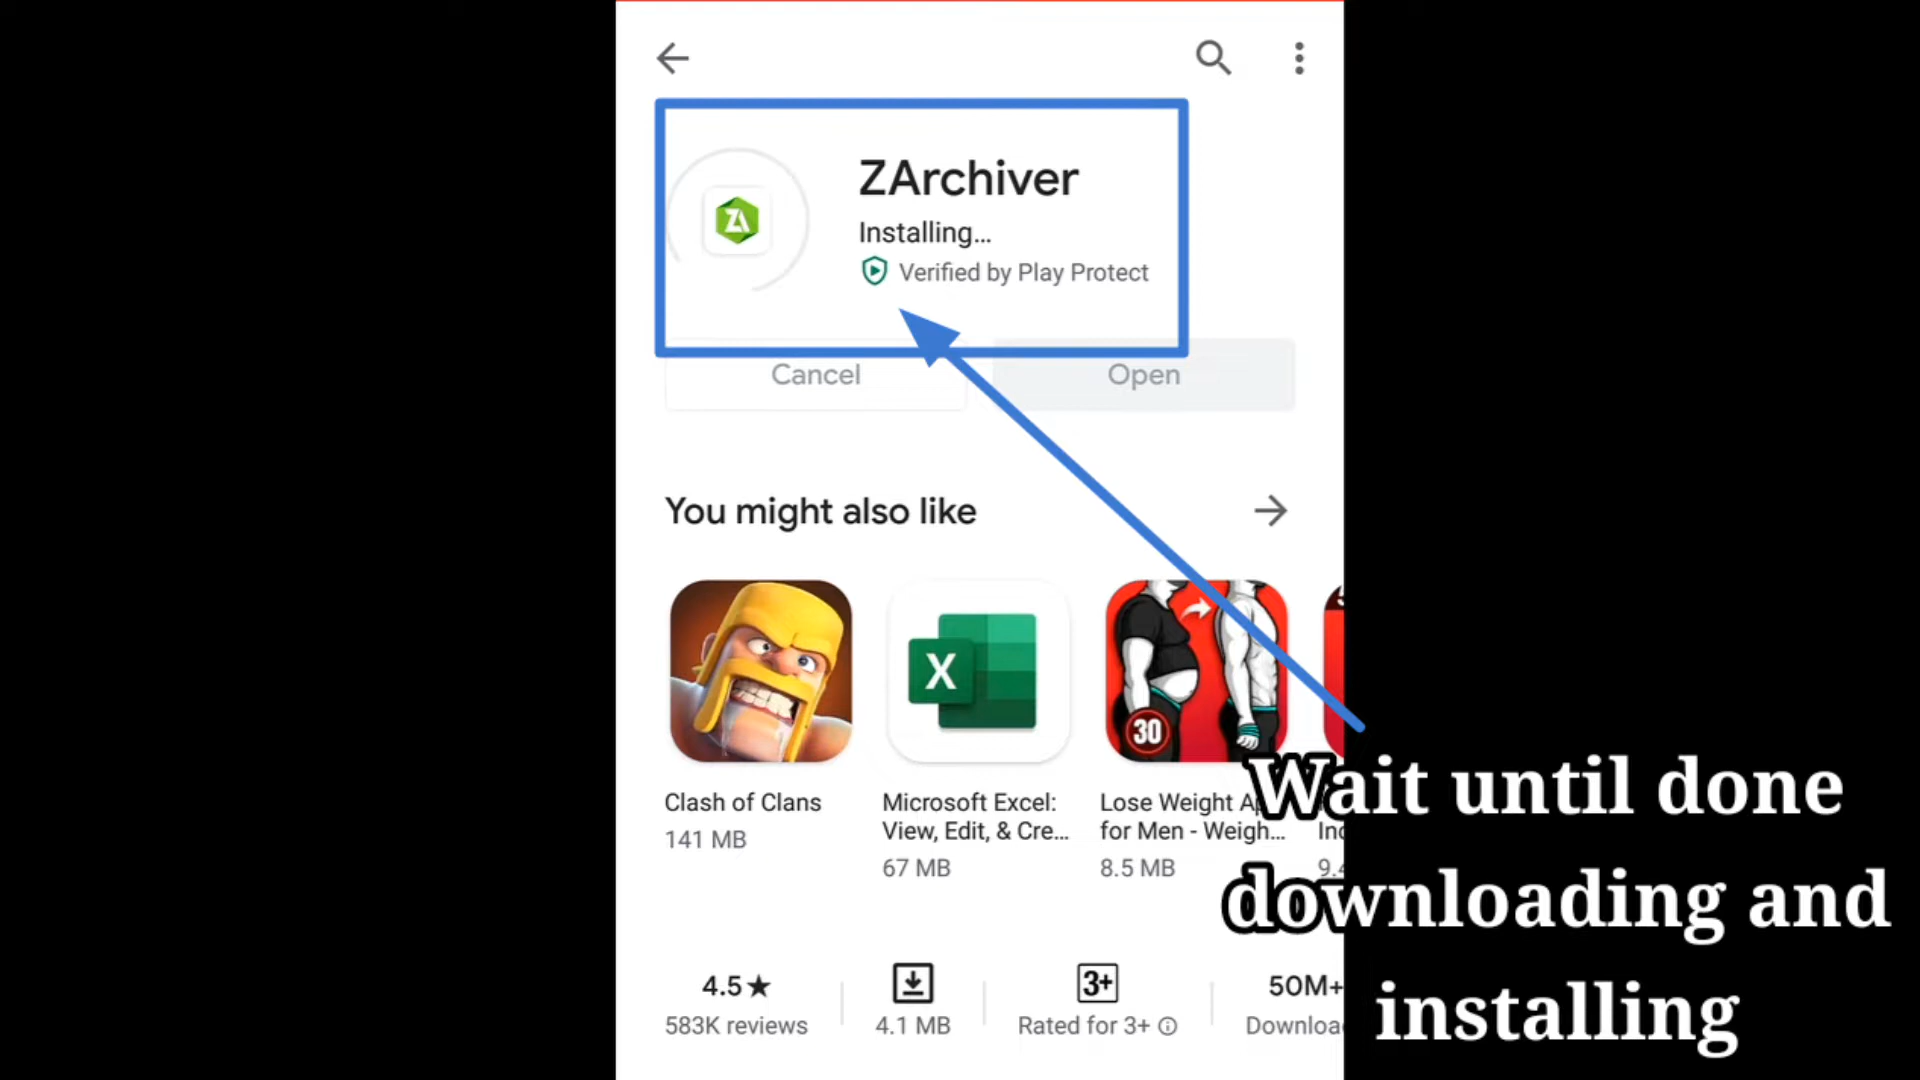 ZArchiver
Installing...
Verified by Play Protect
Cancel
Open
You might also like
X
30
Clash of Clans
141 MB
Microsoft Excel:
View, Edit, & Cre...
67 MB
Lose Weight
for Men - Weigh...
8.5 MB
4.5★
583K reviews
4.1 MB
3+
Rated for 3+
50M+
Wait until done
downloading and
installing